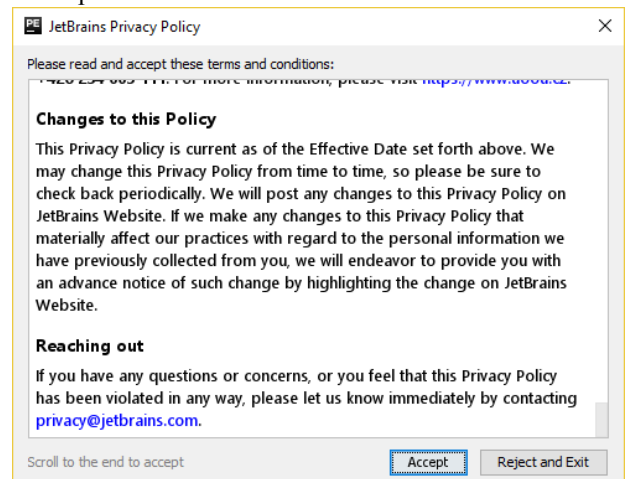 PE JetBrains Privacy Policy
Please read and accept these terms and conditions:
please visit https://www.uoou.cz.
Changes to this Policy
This Privacy Policy is current as of the Effective Date set forth above. We
may change this Privacy Policy from time to time, so please be sure to
check back periodically. We will post any changes to this Privacy Policy on
JetBrains Website. If we make any changes to this Privacy Policy that
materially affect our practices with regard to the personal information we
have previously collected from you, we will endeavor to provide you with
an advance notice of such change by highlighting the change on JetBrains
Website.
Reaching out
If you have any questions or concerns, or you feel that this Privacy Policy
has been violated in any way, please let us know immediately by contacting
privacy@jetbrains.com.
Scroll to the end to accept Accept Reject and Exit